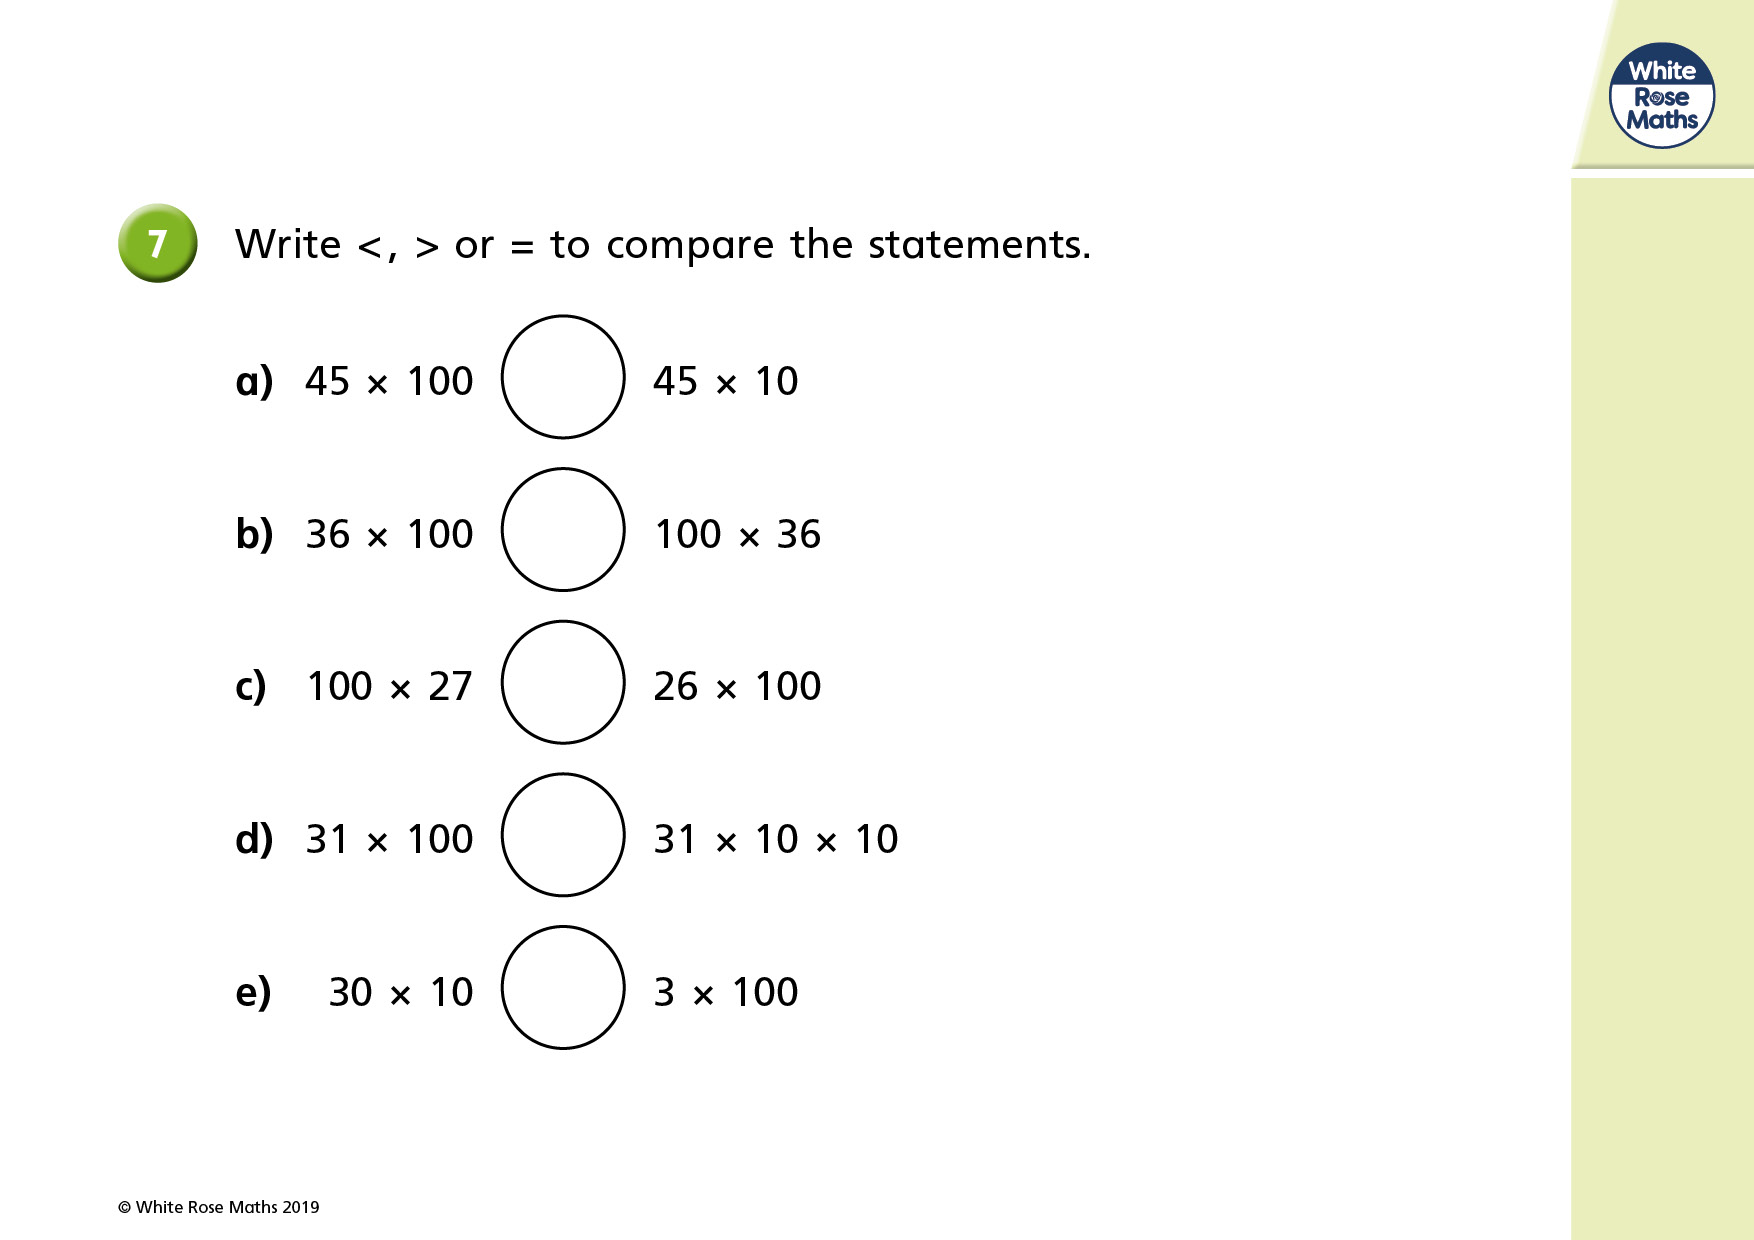 White
Rose
Maths
7 Write <, > or = to compare the statements.
a) 45 × 100 45 × 10
b) 36 × 100 100 × 36
c) 100 × 27 26 × 100
d) 31 × 100 31 × 10 × 10
e) 30 × 10 3 × 100
© White Rose Maths 2019